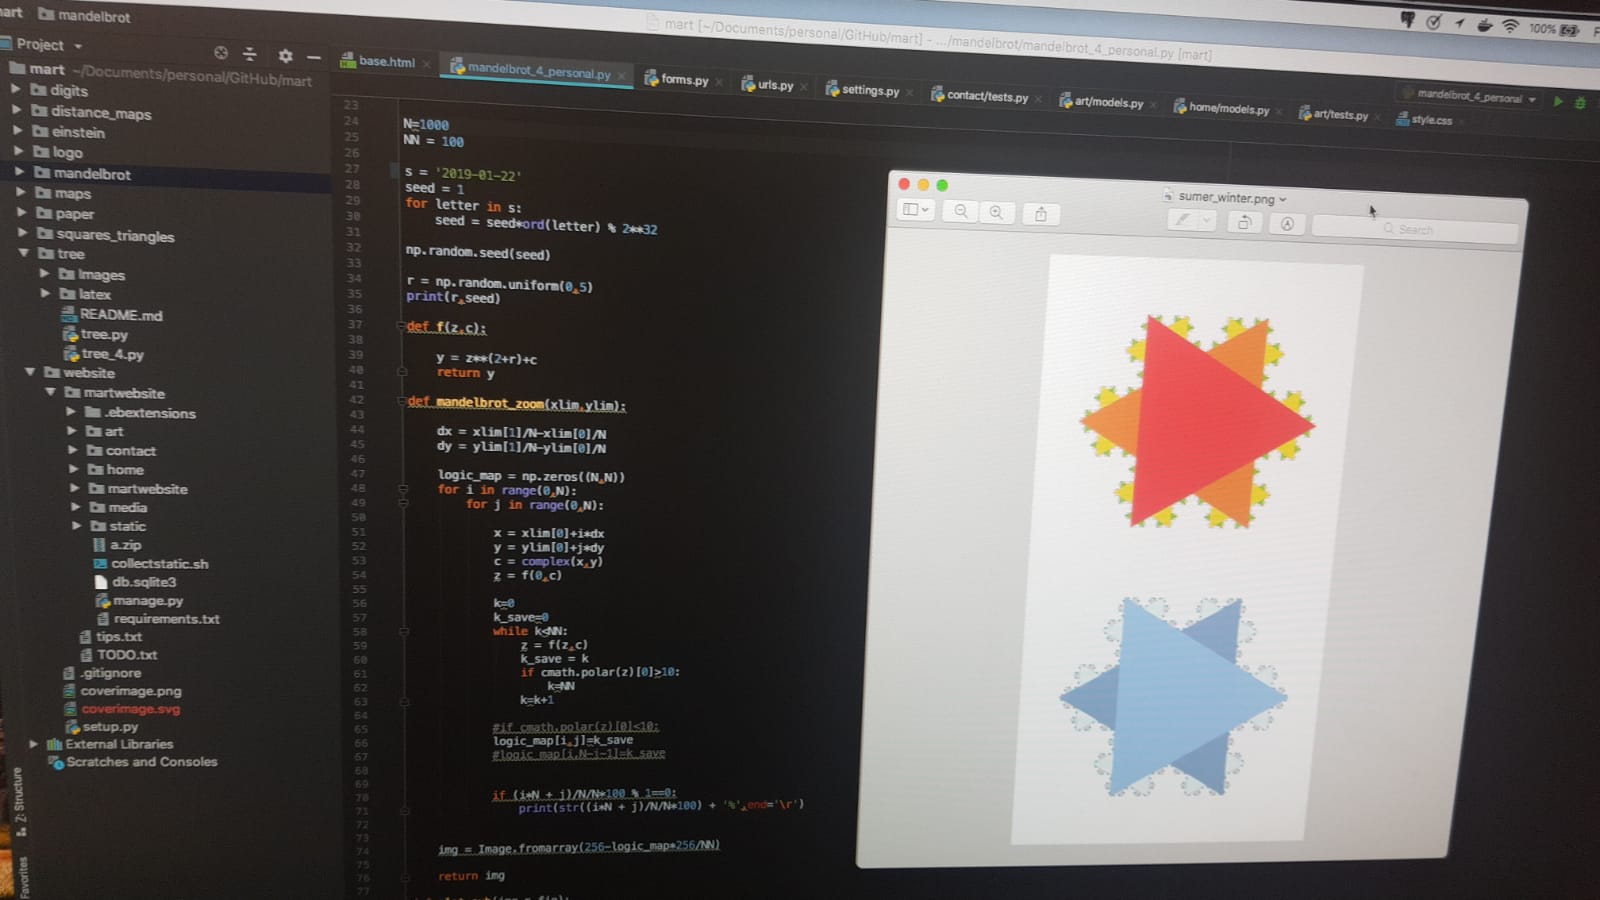 mart
mandelbrot
mart [~/Documents/personal/GitHub/mart] - .../mandelbrot/mandelbrot_4_personal.py [mart]
100%
Project
base.html
mandelbrot_4_personal.py
forms.py
urls.py
settings.py
contact/tests.py
art/models.py
home/models.py
art/tests.py
style.css
mandelbrot_4_personal
mart ~/Documents/personal/GitHub/mart
digits
distance_maps
einstein
logo
mandelbrot
maps
paper
squares_triangles
tree
Images
latex
README.md
tree.py
tree_4.py
website
martwebsite
.ebextensions
art
contact
home
martwebsite
media
static
a.zip
collectstatic.sh
db.sqlite3
manage.py
requirements.txt
tips.txt
TODO.txt
.gitignore
coverimage.png
coverimage.svg
setup.py
External Libraries
Scratches and Consoles
Z: Structure
Favorites
23
24 N=1000
25 NN = 100
26
27 s = '2019-01-22'
28 seed = 1
29 for letter in s:
30 seed = seed*ord(letter) % 2**32
31
32 np.random.seed(seed)
33
34 r = np.random.uniform(0,5)
35 print(r,seed)
36
37 def f(z,c):
38
39 y = z**(2+r)+c
40 return y
41
42 def mandelbrot_zoom(xlim,ylim):
43
44 dx = xlim[1]/N-xlim[0]/N
45 dy = ylim[1]/N-ylim[0]/N
46
47 logic_map = np.zeros((N,N))
48 for i in range(0,N):
49 for j in range(0,N):
50
51 x = xlim[0]+i*dx
52 y = ylim[0]+j*dy
53 c = complex(x,y)
54 z = f(0,c)
55
56 k=0
57 k_save=0
58 while k<NN:
59 z = f(z,c)
60 k_save = k
61 if cmath.polar(z)[0]>10:
62 k=NN
63 k=k+1
64
65 #if cmath.polar(z)[0]<10:
66 logic_map[i,j]=k_save
67 #logic_map[i,N-j-1]=k_save
68
69
70 if (i*N + j)/N/N*100 % 1==0:
71 print(str((i*N + j)/N/N*100) + '%',end='\r')
72
73
74 img = Image.fromarray(256-logic_map*256/NN)
75
76 return img
77
sumer_winter.png
Search